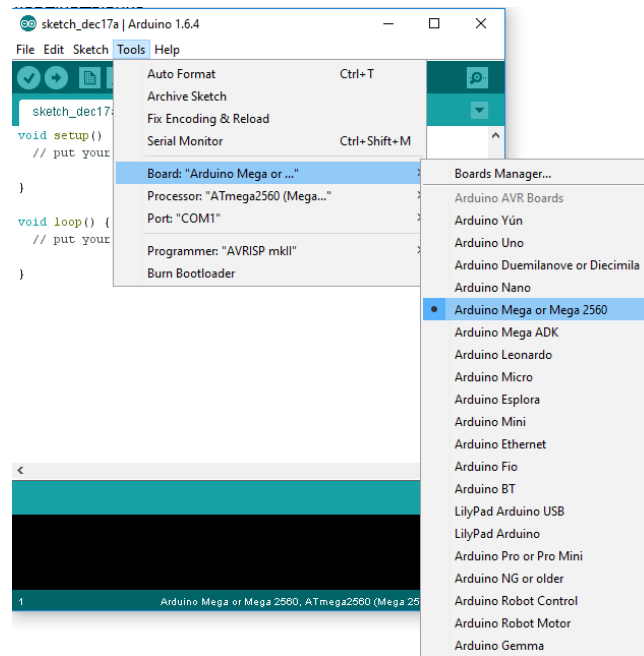 sketch_dec17a | Arduino 1.6.4
File Edit Sketch Tools Help
sketch_dec17
void setup()
// put your
}
void loop() {
// put your
}
Auto Format Ctrl+T
Archive Sketch
Fix Encoding & Reload
Serial Monitor Ctrl+Shift+M
Board: "Arduino Mega or ..."
Processor: "ATmega2560 (Mega..."
Port: "COM1"
Programmer: "AVRISP mkII"
Burn Bootloader
Boards Manager...
Arduino AVR Boards
Arduino Yún
Arduino Uno
Arduino Duemilanove or Diecimila
Arduino Nano
Arduino Mega or Mega 2560
Arduino Mega ADK
Arduino Leonardo
Arduino Micro
Arduino Esplora
Arduino Mini
Arduino Ethernet
Arduino Fio
Arduino BT
LilyPad Arduino USB
LilyPad Arduino
Arduino Pro or Pro Mini
Arduino NG or older
Arduino Robot Control
Arduino Robot Motor
Arduino Gemma
1 Arduino Mega or Mega 2560, ATmega2560 (Mega 25